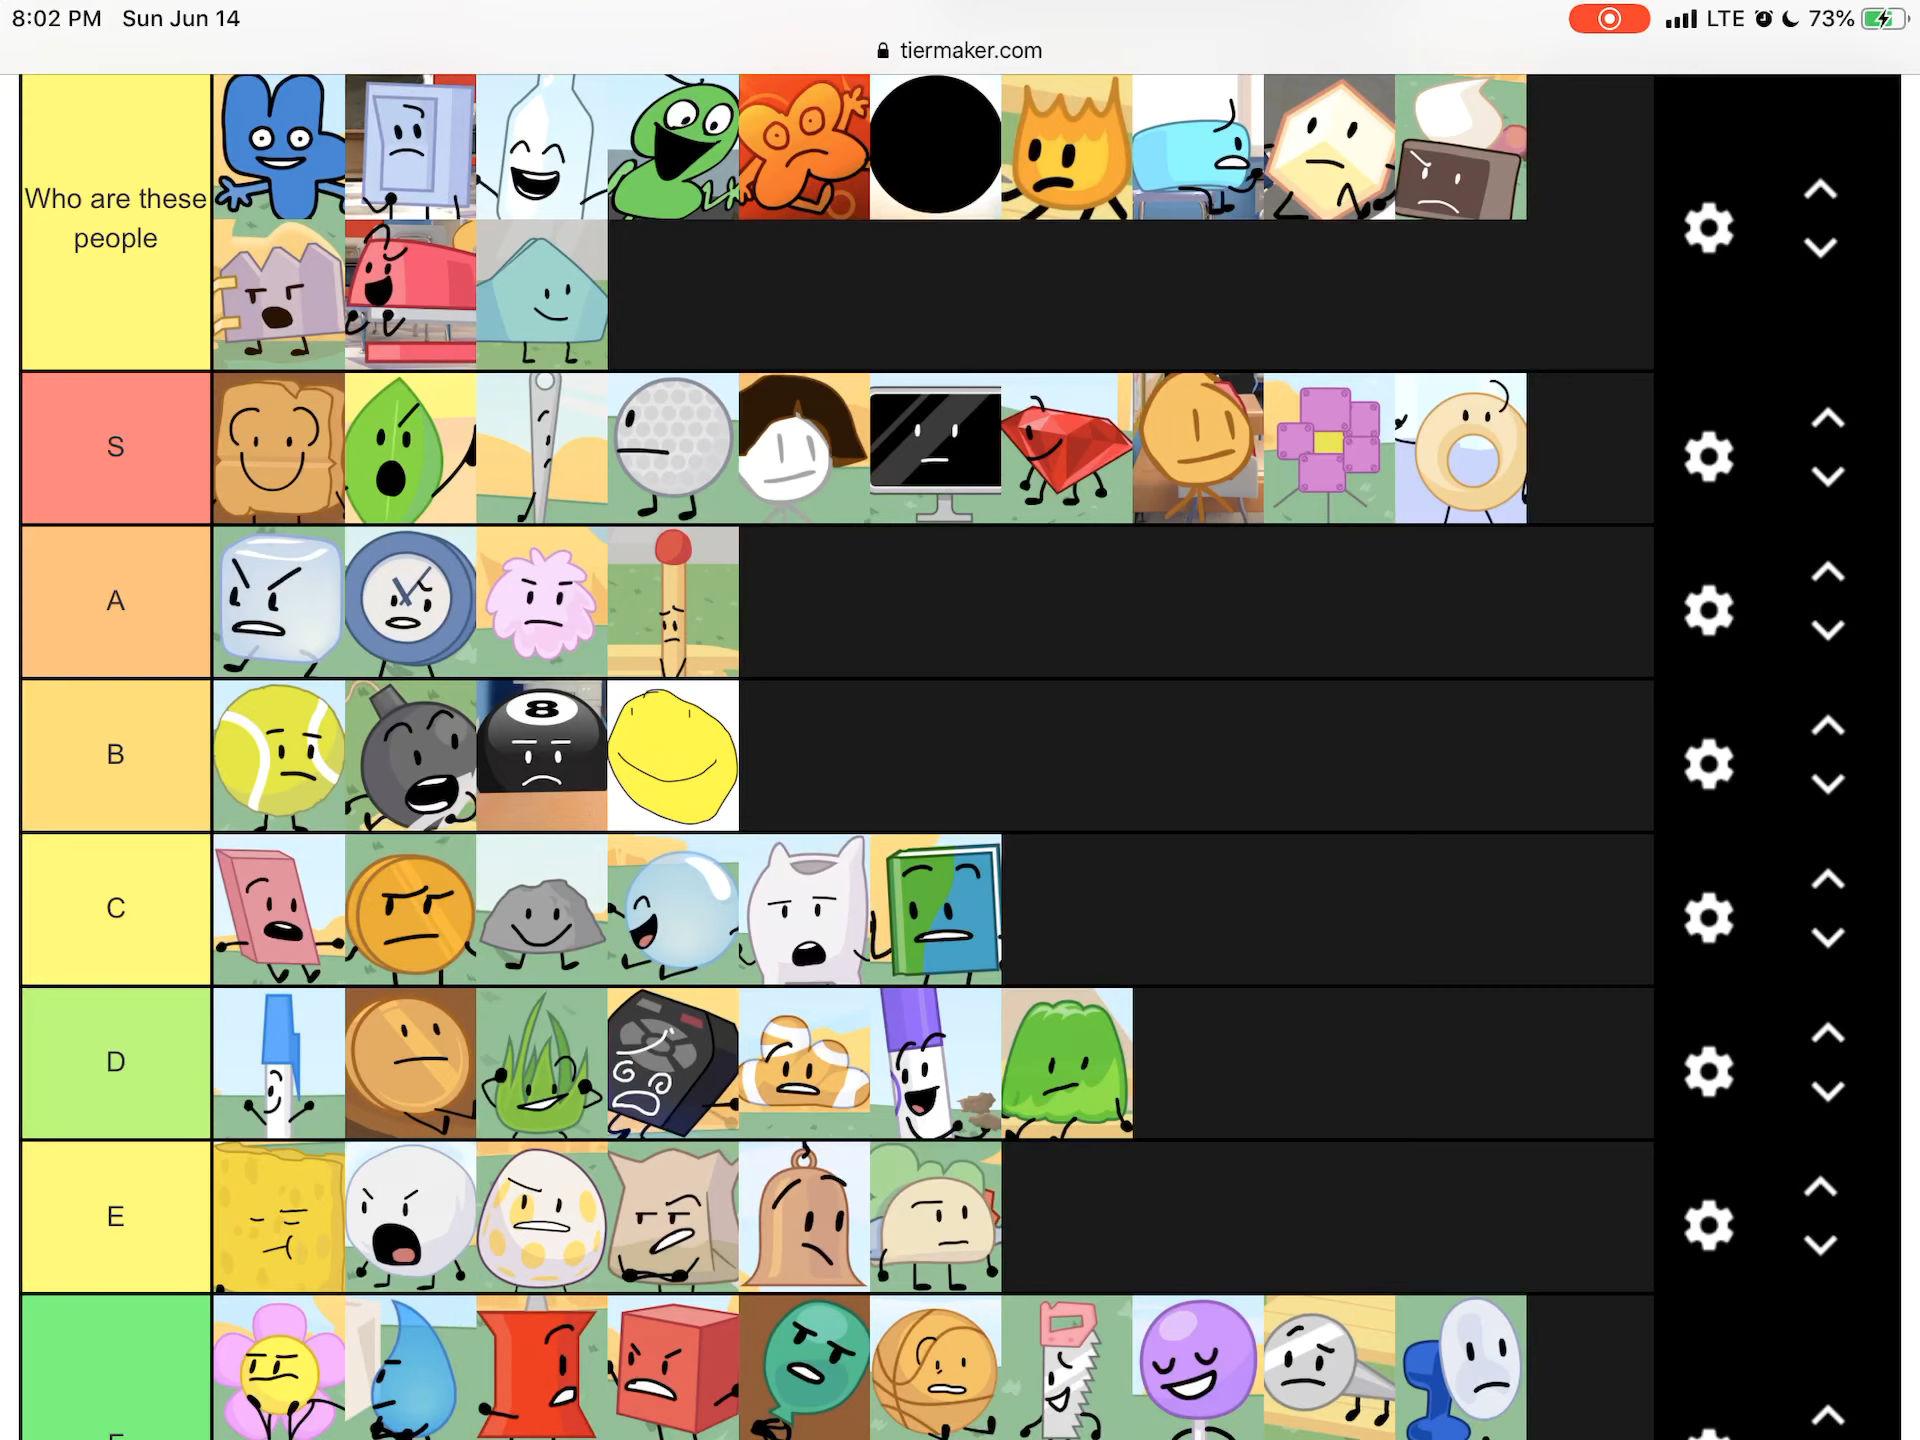 8:02 PM Sun Jun 14
LTE 73%
tiermaker.com
Who are these
people
S
A
B
8
C
D
E